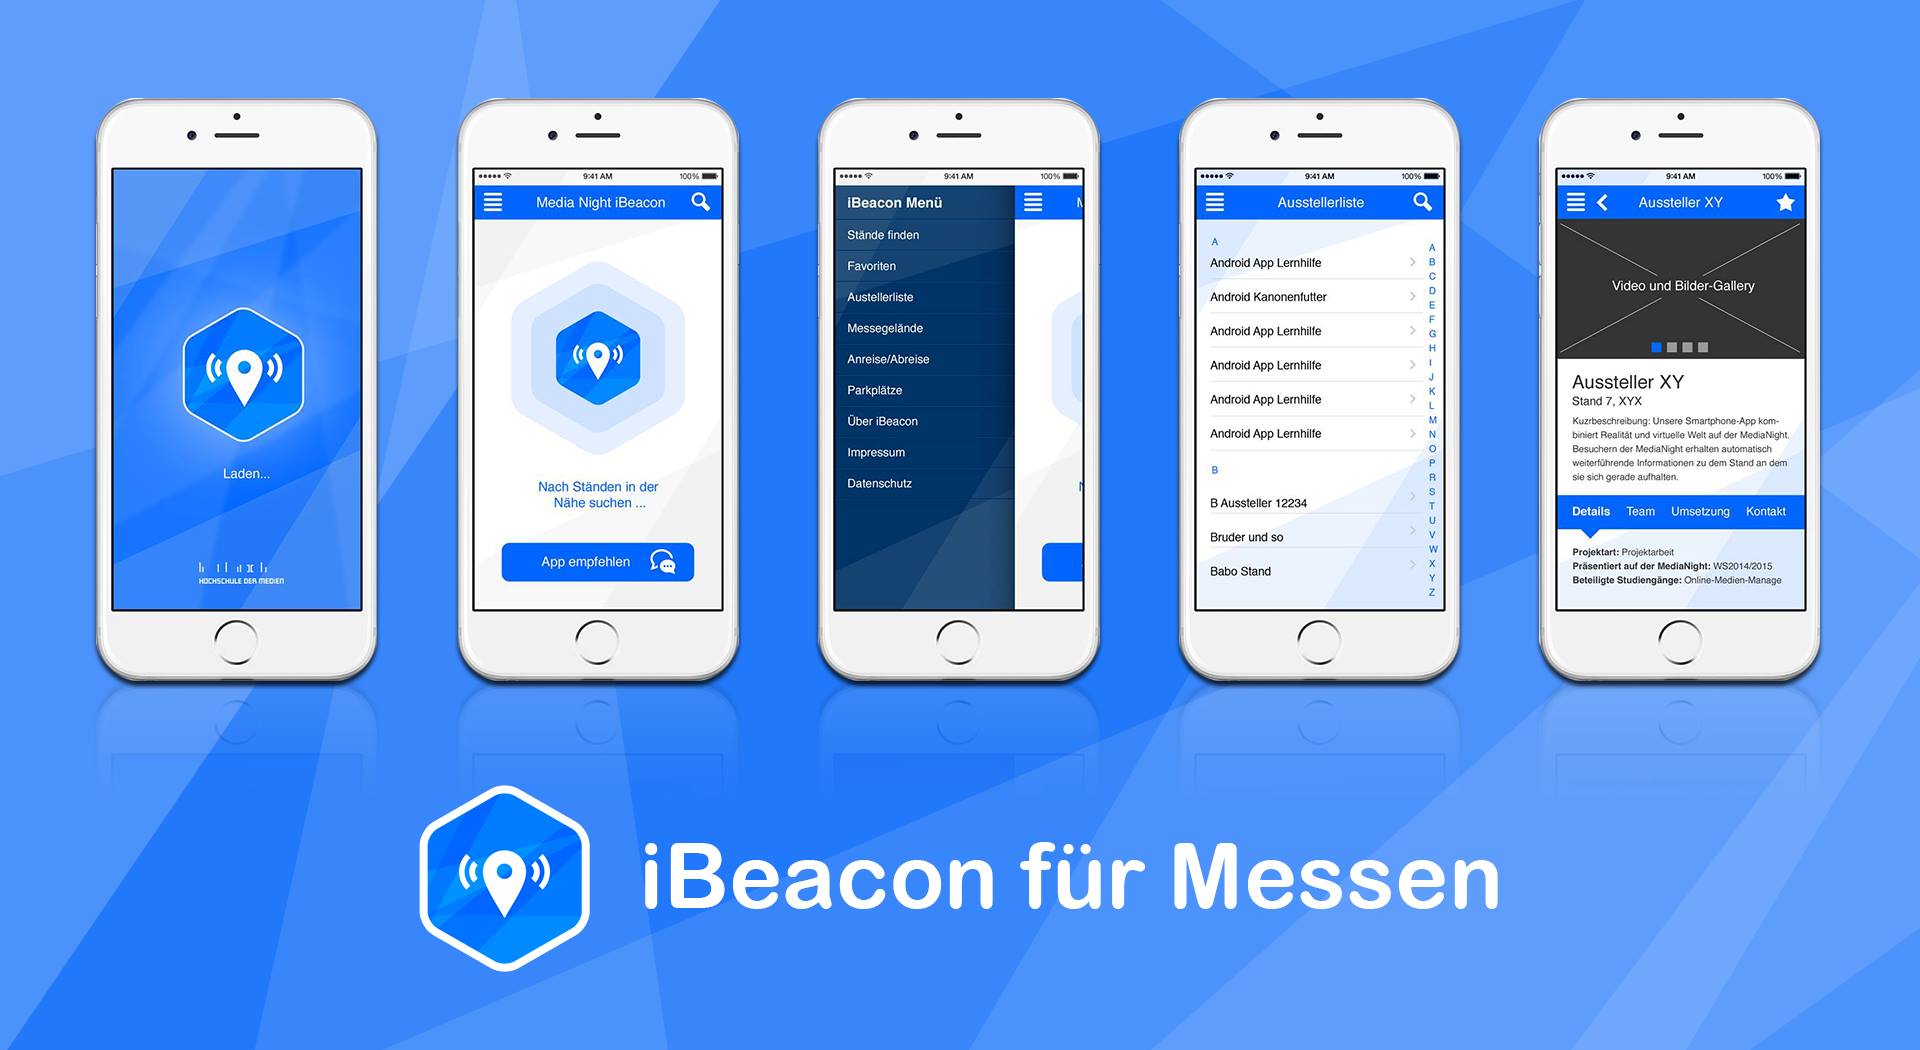 Laden...
HOCHSCHULE DER MEDIEN
9:41 AM
100%
Media Night iBeacon
Nach Ständen in der
Nähe suchen ...
App empfehlen
9:41 AM
100%
iBeacon Menü
Stände finden
Favoriten
Austellerliste
Messegelände
Anreise/Abreise
Parkplätze
Über iBeacon
Impressum
Datenschutz
9:41 AM
100%
Ausstellerliste
A
Android App Lernhilfe
Android Kanonenfutter
Android App Lernhilfe
Android App Lernhilfe
Android App Lernhilfe
Android App Lernhilfe
B
B Aussteller 12234
Bruder und so
Babo Stand
A
B
C
D
E
F
G
H
I
J
K
L
M
N
O
P
R
S
T
U
V
W
X
Y
Z
9:41 AM
100%
Aussteller XY
Video und Bilder-Gallery
Aussteller XY
Stand 7, XYX
Kuzrbeschreibung: Unsere Smartphone-App kom-
biniert Realität und virtuelle Welt auf der MediaNight.
Besuchern der MediaNight erhalten automatisch
weiterführende Informationen zu dem Stand an dem
sie sich gerade aufhalten.
Details Team Umsetzung Kontakt
Projektart: Projektarbeit
Präsentiert auf der MediaNight: WS2014/2015
Beteiligte Studiengänge: Online-Medien-Manage
iBeacon für Messen